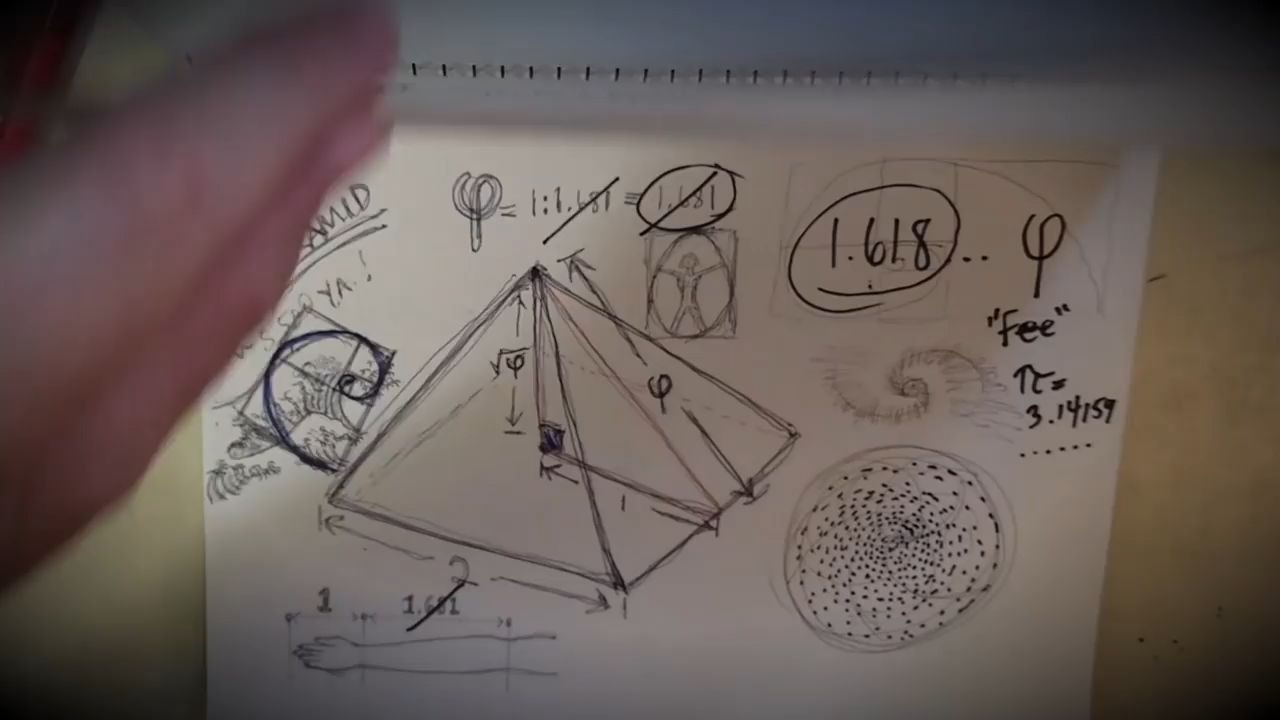 φ = 1:1.681 = 1.681
1.618... φ
"fee"
π=
3.14159
......
√φ
φ
1
2
1 1.681